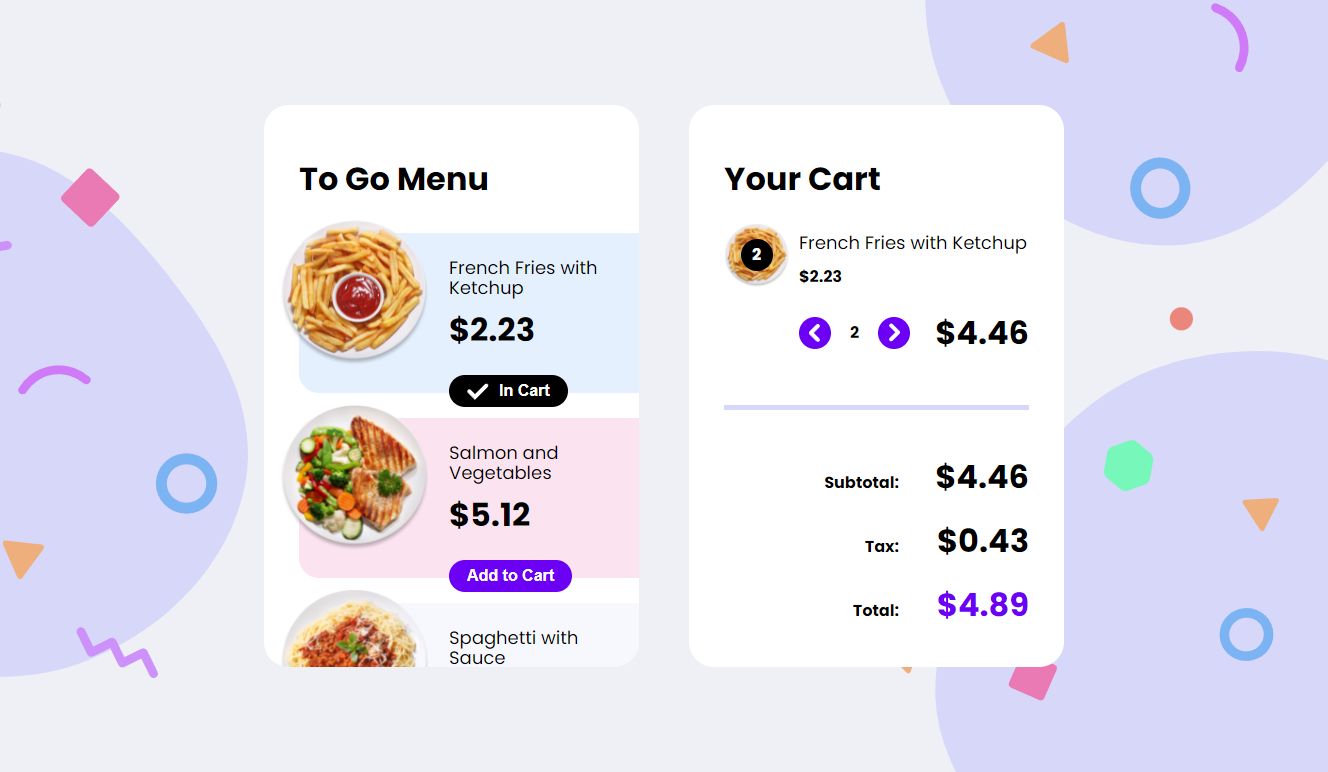 To Go Menu
French Fries with
Ketchup
$2.23
In Cart
Salmon and
Vegetables
$5.12
Add to Cart
Spaghetti with
Sauce
Your Cart
2
French Fries with Ketchup
$2.23
2
$4.46
Subtotal: $4.46
Tax: $0.43
Total: $4.89